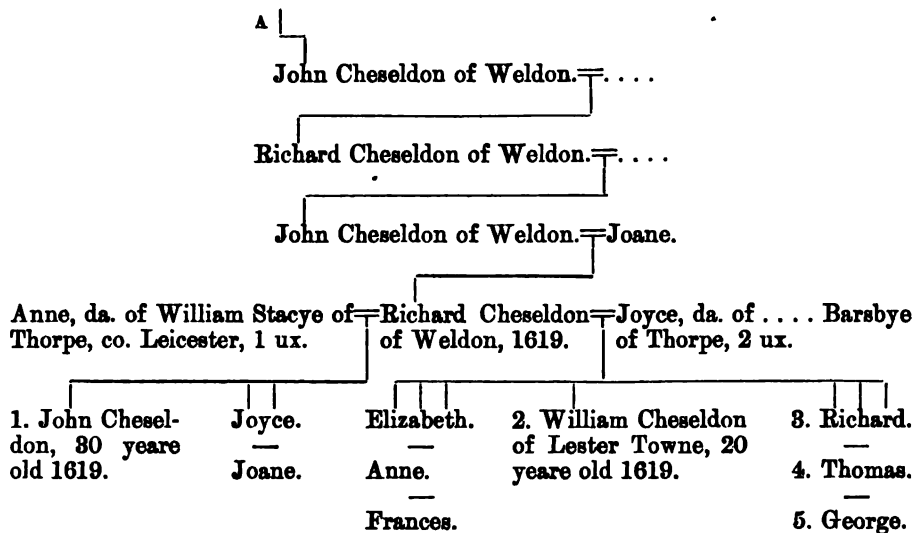 A
John Cheseldon of Weldon.=. . . .
Richard Cheseldon of Weldon.=. . . .
John Cheseldon of Weldon.=Joane.
Anne, da. of William Stacye of=Richard Cheseldon=Joyce, da. of . . . . Barsbye
Thorpe, co. Leicester, 1 ux. of Weldon, 1619. of Thorpe, 2 ux.
1. John Chesel-
don, 30 yeare
old 1619.
Joyce.
—
Joane.
Elizabeth.
—
Anne.
—
Frances.
2. William Cheseldon
of Lester Towne, 20
yeare old 1619.
3. Richard.
—
4. Thomas.
—
5. George.